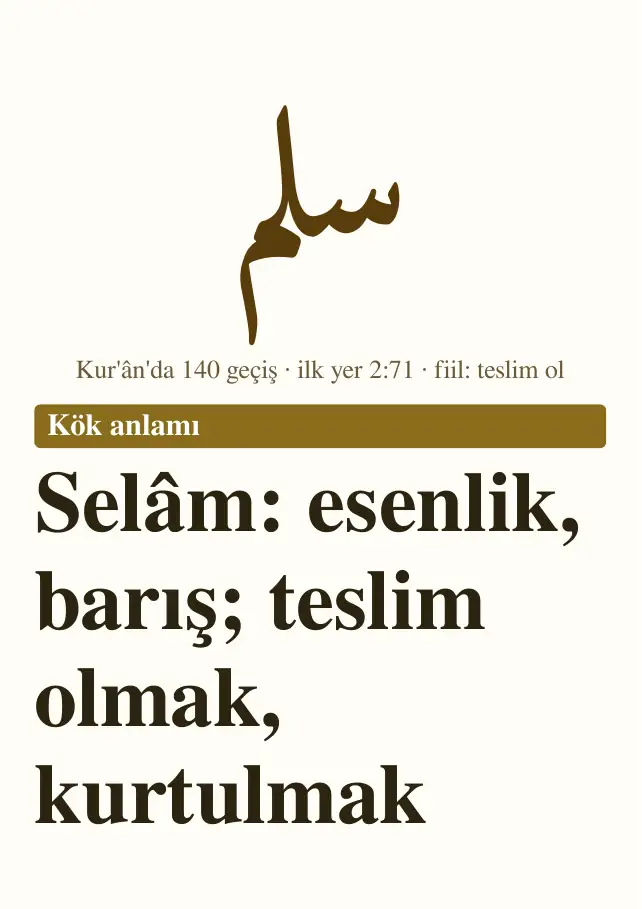 سلم
Kur'ân'da 140 geçiş · ilk yer 2:71 · fiil: teslim ol
Kök anlamı
Selâm: esenlik,
barış; teslim
olmak,
kurtulmak